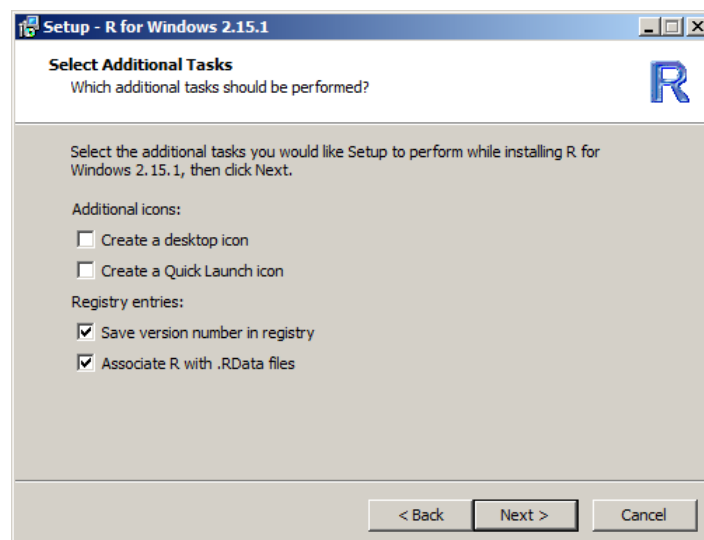 Setup - R for Windows 2.15.1
Select Additional Tasks
Which additional tasks should be performed?
R
Select the additional tasks you would like Setup to perform while installing R for
Windows 2.15.1, then click Next.
Additional icons:
Create a desktop icon
Create a Quick Launch icon
Registry entries:
Save version number in registry
Associate R with .RData files
< Back
Next >
Cancel